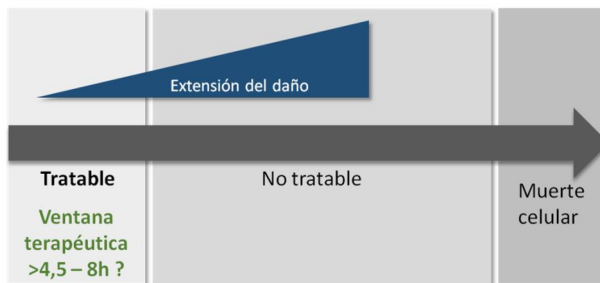 Extensión del daño
Tratable
No tratable
Muerte
celular
Ventana
terapéutica
>4,5 – 8h ?